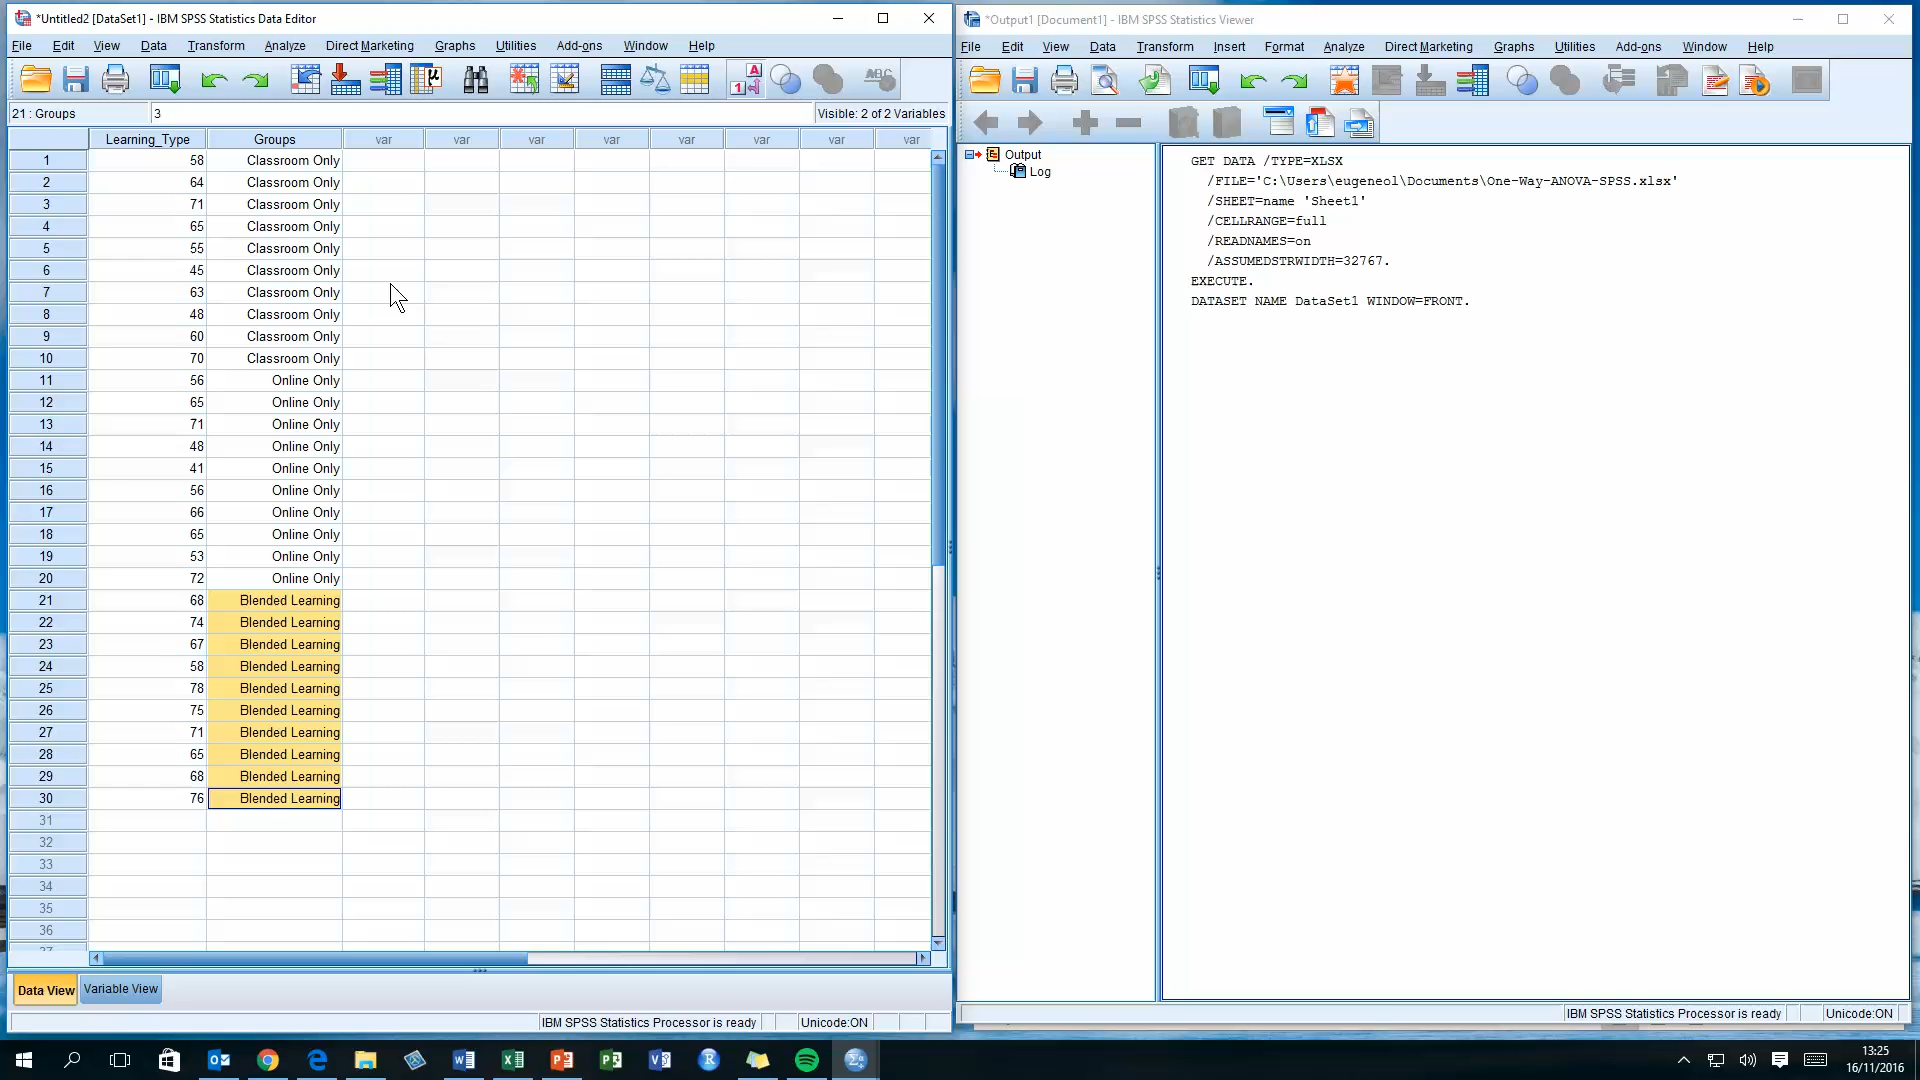 *Untitled2 [DataSet1] - IBM SPSS Statistics Data Editor
File Edit View Data Transform Analyze Direct Marketing Graphs Utilities Add-ons Window Help
21 : Groups 3 Visible: 2 of 2 Variables
Learning_Type Groups var var var var var var var var
1 58 Classroom Only
2 64 Classroom Only
3 71 Classroom Only
4 65 Classroom Only
5 55 Classroom Only
6 45 Classroom Only
7 63 Classroom Only
8 48 Classroom Only
9 60 Classroom Only
10 70 Classroom Only
11 56 Online Only
12 65 Online Only
13 71 Online Only
14 48 Online Only
15 41 Online Only
16 56 Online Only
17 66 Online Only
18 65 Online Only
19 53 Online Only
20 72 Online Only
21 68 Blended Learning
22 74 Blended Learning
23 67 Blended Learning
24 58 Blended Learning
25 78 Blended Learning
26 75 Blended Learning
27 71 Blended Learning
28 65 Blended Learning
29 68 Blended Learning
30 76 Blended Learning
31
32
33
34
35
36
Data View Variable View
IBM SPSS Statistics Processor is ready Unicode:ON
*Output1 [Document1] - IBM SPSS Statistics Viewer
File Edit View Data Transform Insert Format Analyze Direct Marketing Graphs Utilities Add-ons Window Help
Output
Log
GET DATA /TYPE=XLSX
/FILE='C:\Users\eugeneol\Documents\One-Way-ANOVA-SPSS.xlsx'
/SHEET=name 'Sheet1'
/CELLRANGE=full
/READNAMES=on
/ASSUMEDSTRWIDTH=32767.
EXECUTE.
DATASET NAME DataSet1 WINDOW=FRONT.
IBM SPSS Statistics Processor is ready Unicode:ON
13:25
16/11/2016